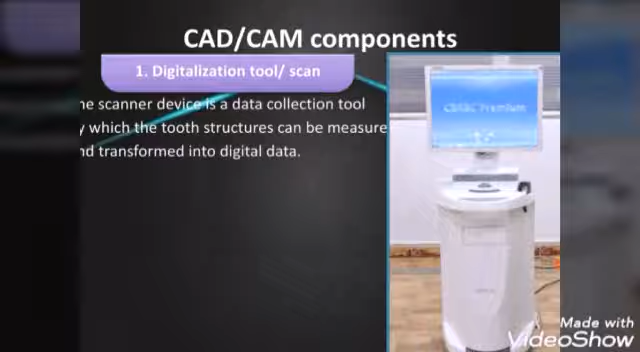 CAD/CAM components
1. Digitalization tool/ scan
he scanner device is a data collection tool
y which the tooth structures can be measure
nd transformed into digital data.
Made with
VideoShow